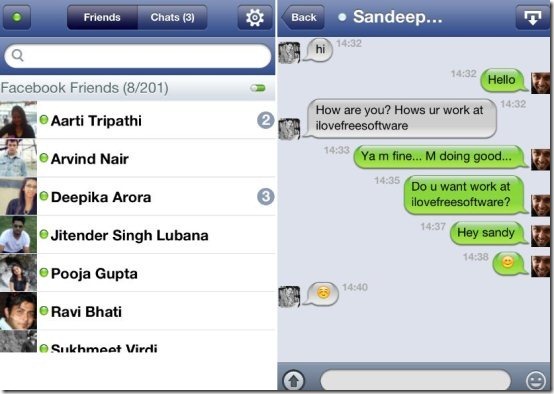 Friends
Chats (3)
Facebook Friends (8/201)
Aarti Tripathi
2
Arvind Nair
Deepika Arora
3
Jitender Singh Lubana
Pooja Gupta
Ravi Bhati
Sukhmeet Virdi
Back
Sandeep...
hi
14:32
14:32
Hello
How are you? Hows ur work at
ilovefreesoftware
14:32
14:33
Ya m fine... M doing good...
14:35
Do u want work at
ilovefreesoftware?
14:37
Hey sandy
14:38
😊
☺️
14:40